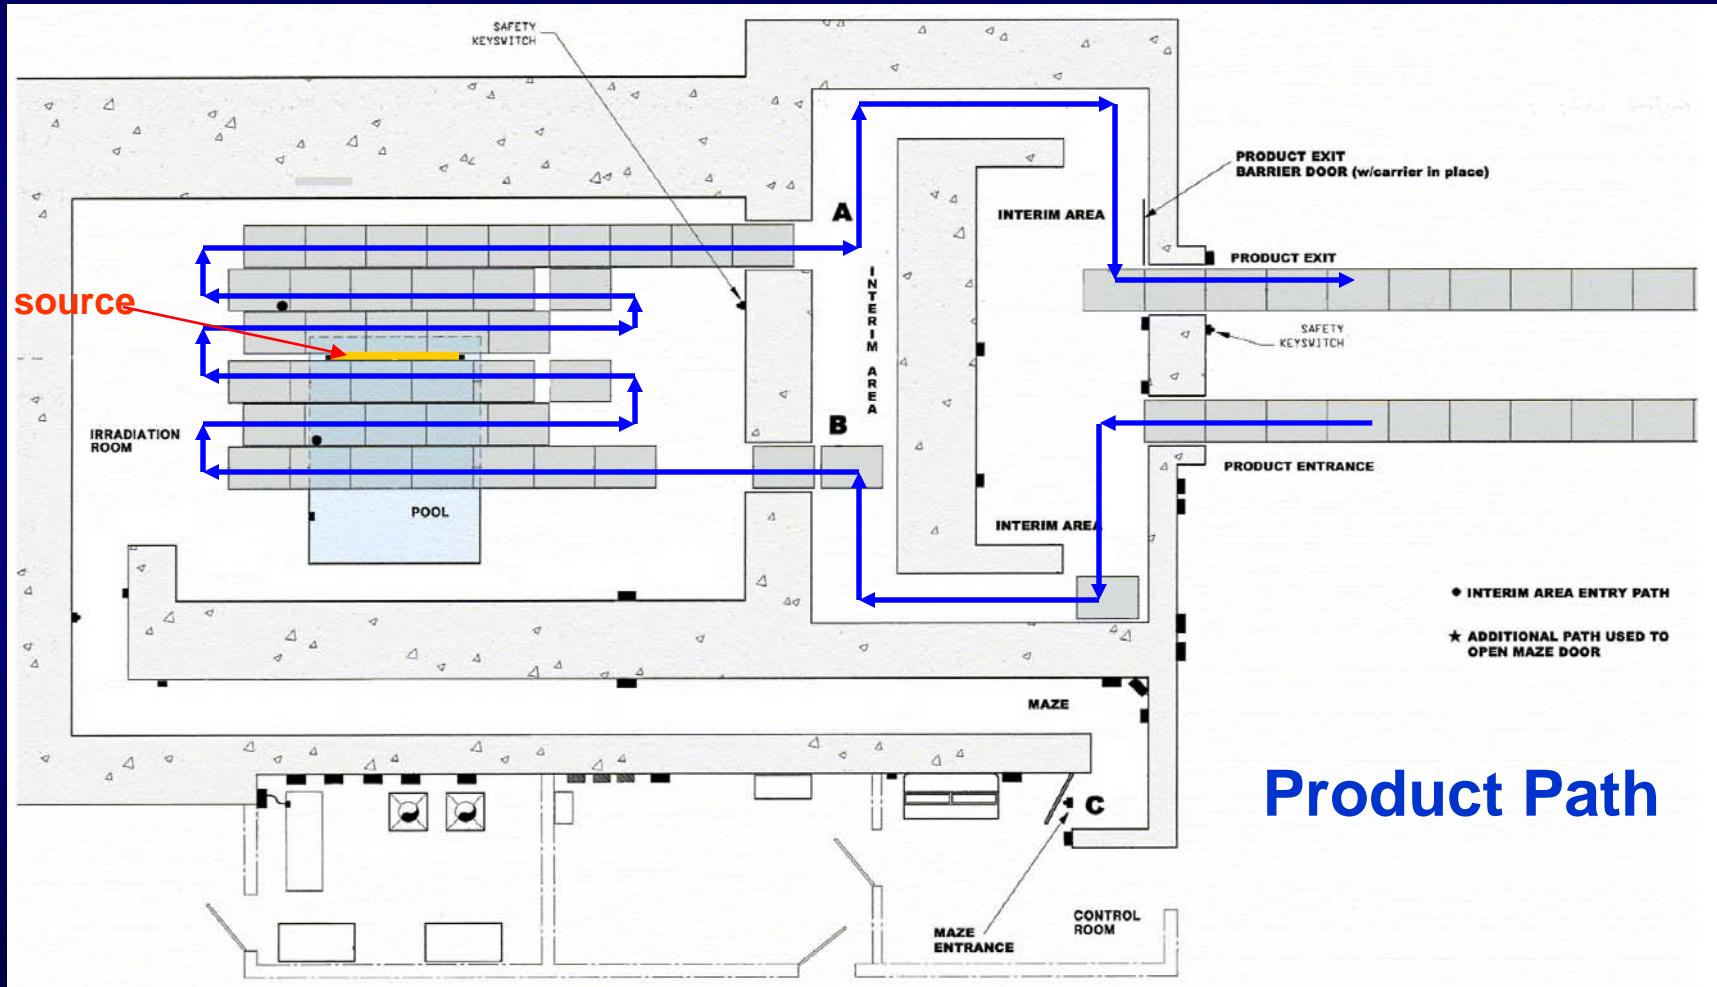 SAFETY
KEYSWITCH
PRODUCT EXIT
BARRIER DOOR (w/carrier in place)
A
INTERIM AREA
PRODUCT EXIT
source
INTERIM AREA
SAFETY
KEYSWITCH
B
IRRADIATION
ROOM
PRODUCT ENTRANCE
POOL
INTERIM AREA
● INTERIM AREA ENTRY PATH
★ ADDITIONAL PATH USED TO
OPEN MAZE DOOR
MAZE
Product Path
C
CONTROL
ROOM
MAZE
ENTRANCE